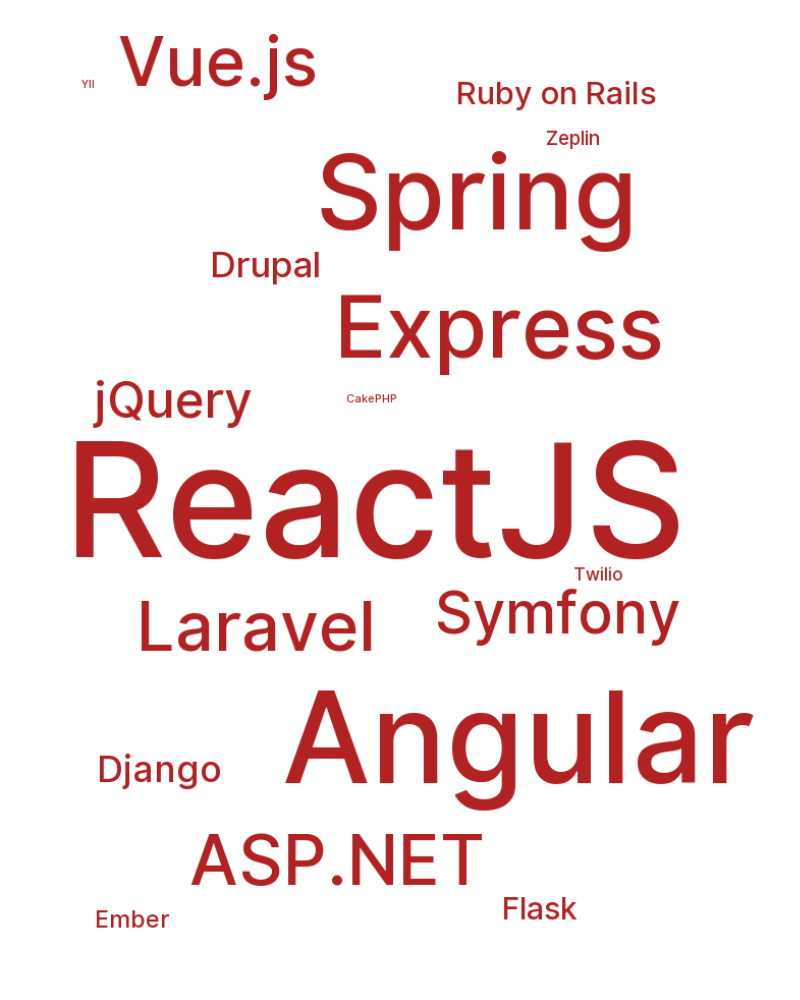 Vue.js
YII
Ruby on Rails
Zeplin
Spring
Drupal
Express
jQuery
CakePHP
ReactJS
Twilio
Laravel
Symfony
Angular
Django
ASP.NET
Flask
Ember